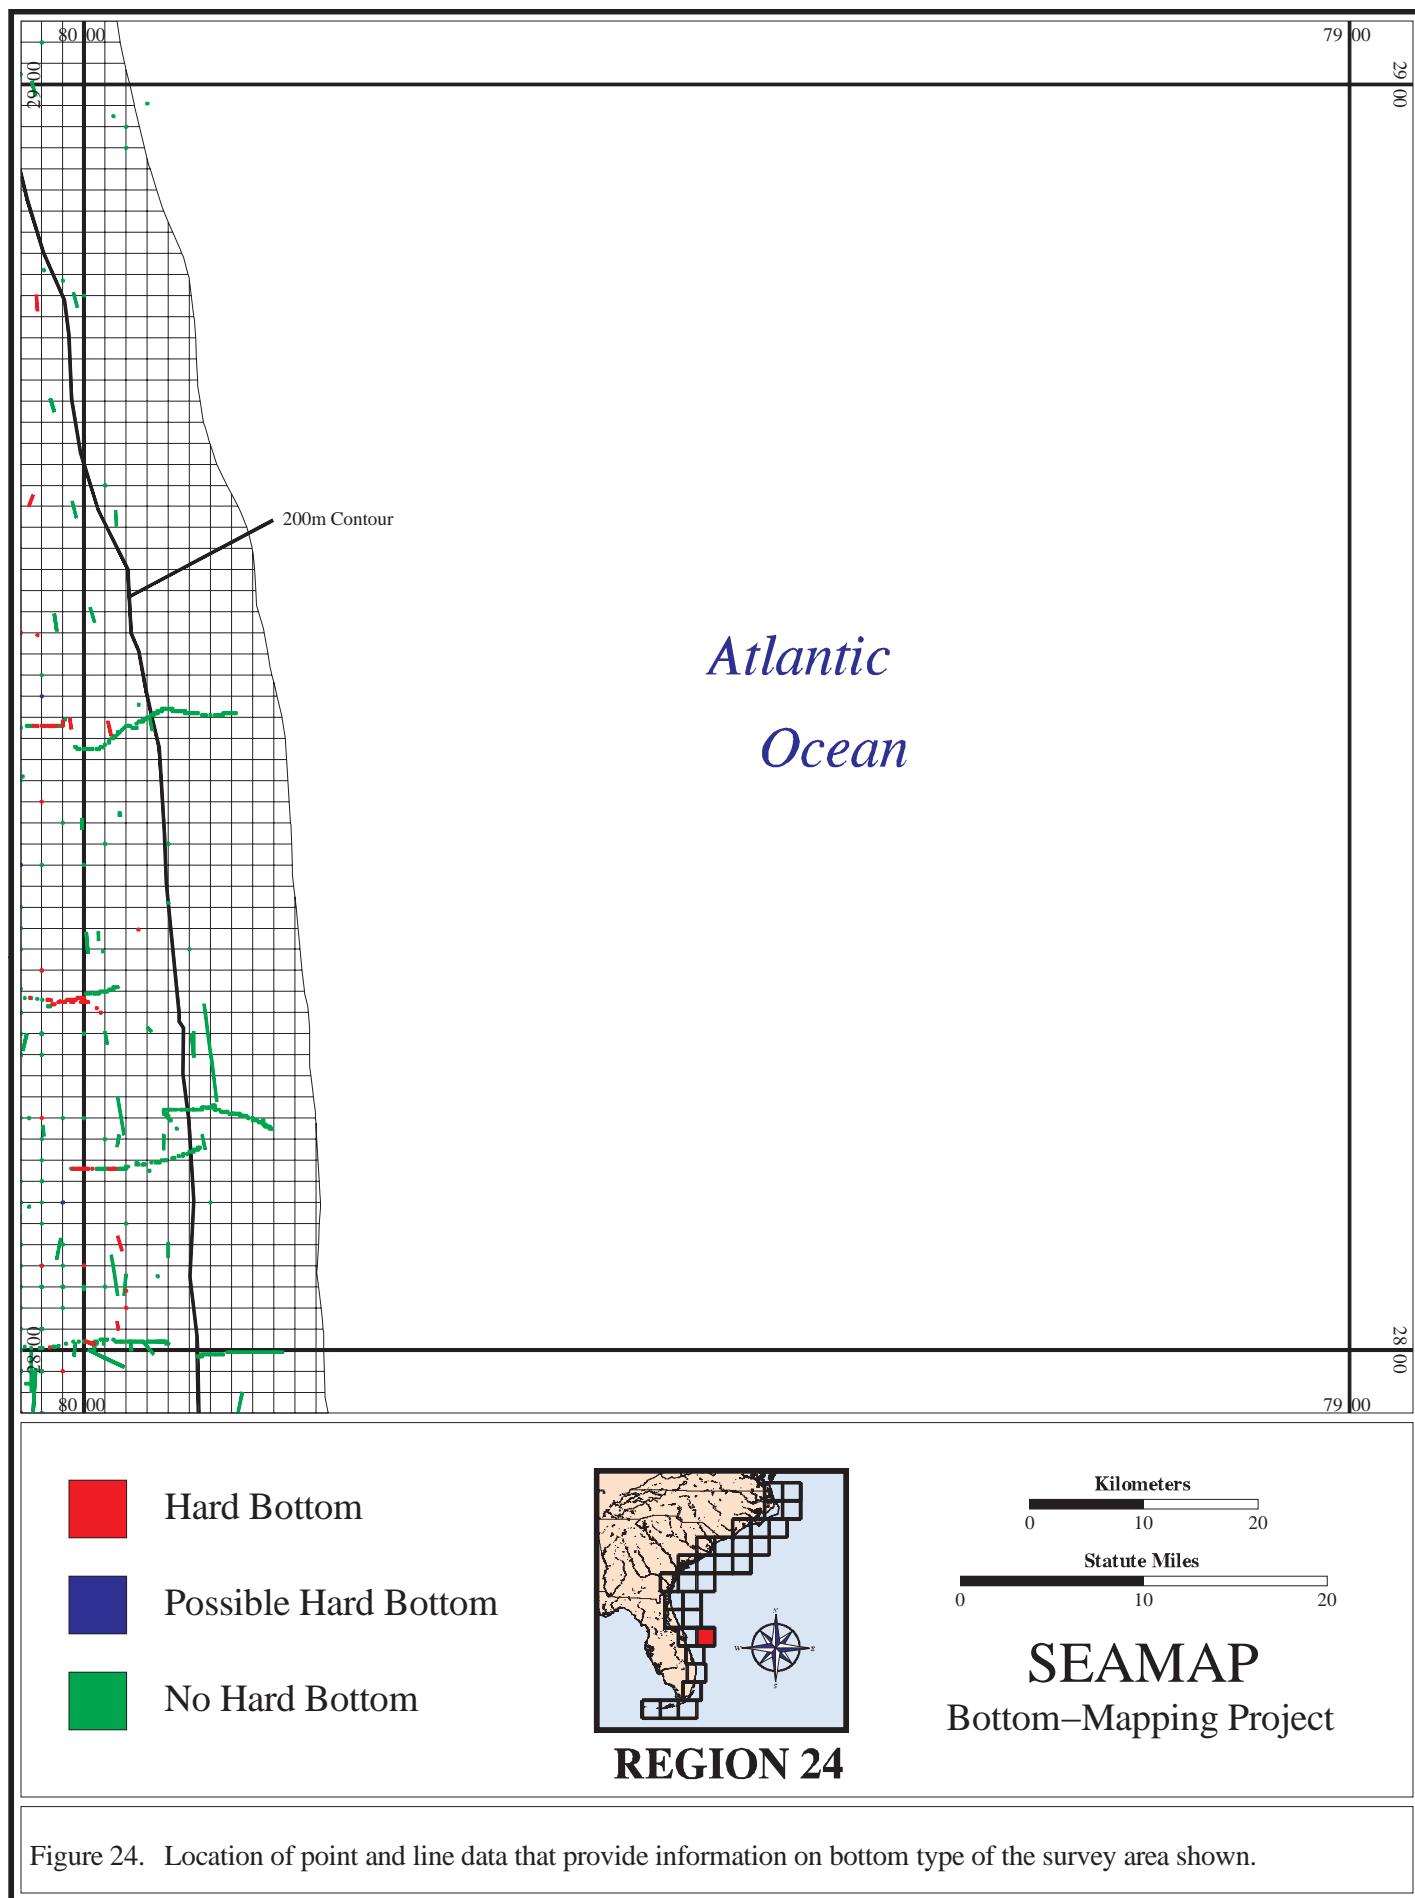 80 00
79 00
29 00
29 00
200m Contour
Atlantic
Ocean
28 00
28 00
80 00
79 00
Hard Bottom
Possible Hard Bottom
No Hard Bottom
N
W
E
S
REGION 24
Kilometers
0 10 20
Statute Miles
0 10 20
SEAMAP
Bottom−Mapping Project
Figure 24. Location of point and line data that provide information on bottom type of the survey area shown.